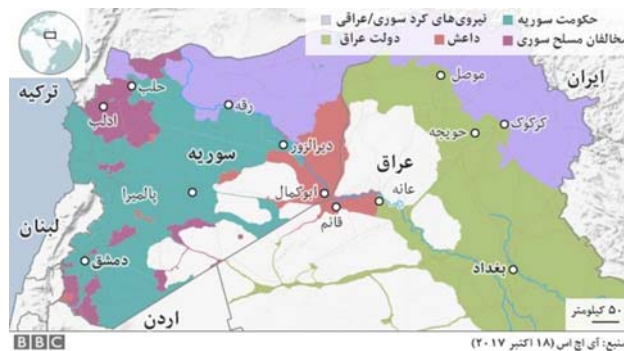 حکومت سوریه
نیروهای کرد سوری/عراقی
مخالفان مسلح سوری
داعش
دولت عراق
ایران
ترکیه
موصل
حلب
رقه
ادلب
کرکوک
حویجه
دیرالزور
سوریه
عراق
ابوکمال
عانه
پالمیرا
قائم
لبنان
دمشق
بغداد
اردن
۵۰ کیلومتر
BBC
منبع: آی اچ اس (۱۸ اکتبر ۲۰۱۷)